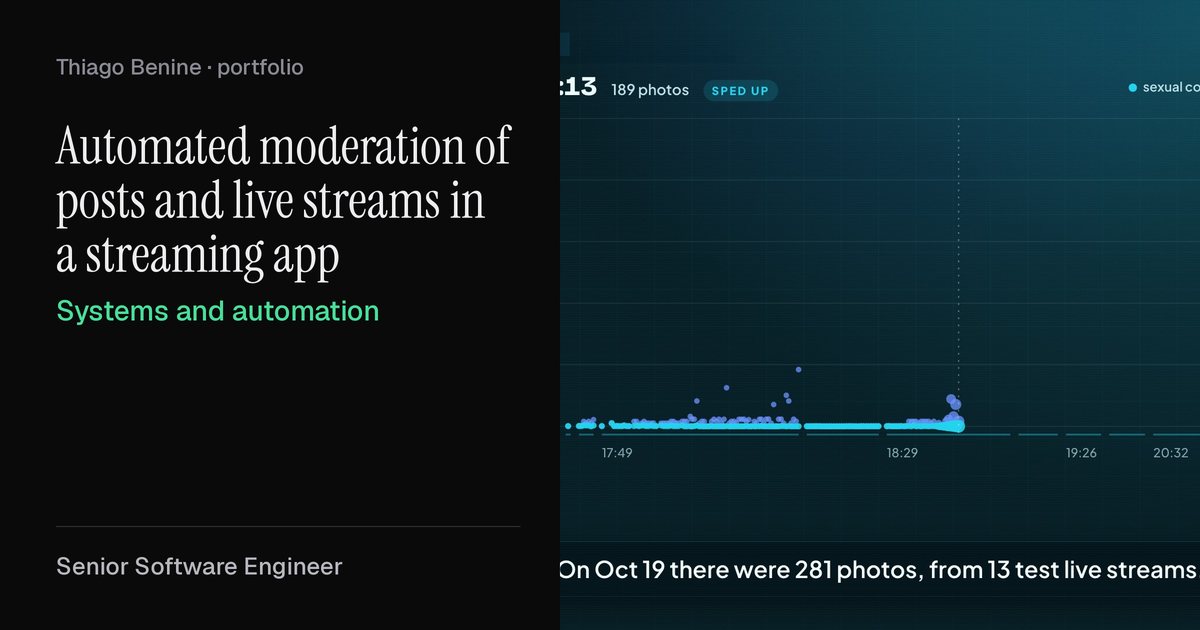 Thiago Benine · portfolio
Automated moderation of
posts and live streams in
a streaming app
Systems and automation
Senior Software Engineer
:13 189 photos SPED UP
sexual co
17:49 18:29 19:26 20:32
On Oct 19 there were 281 photos, from 13 test live streams